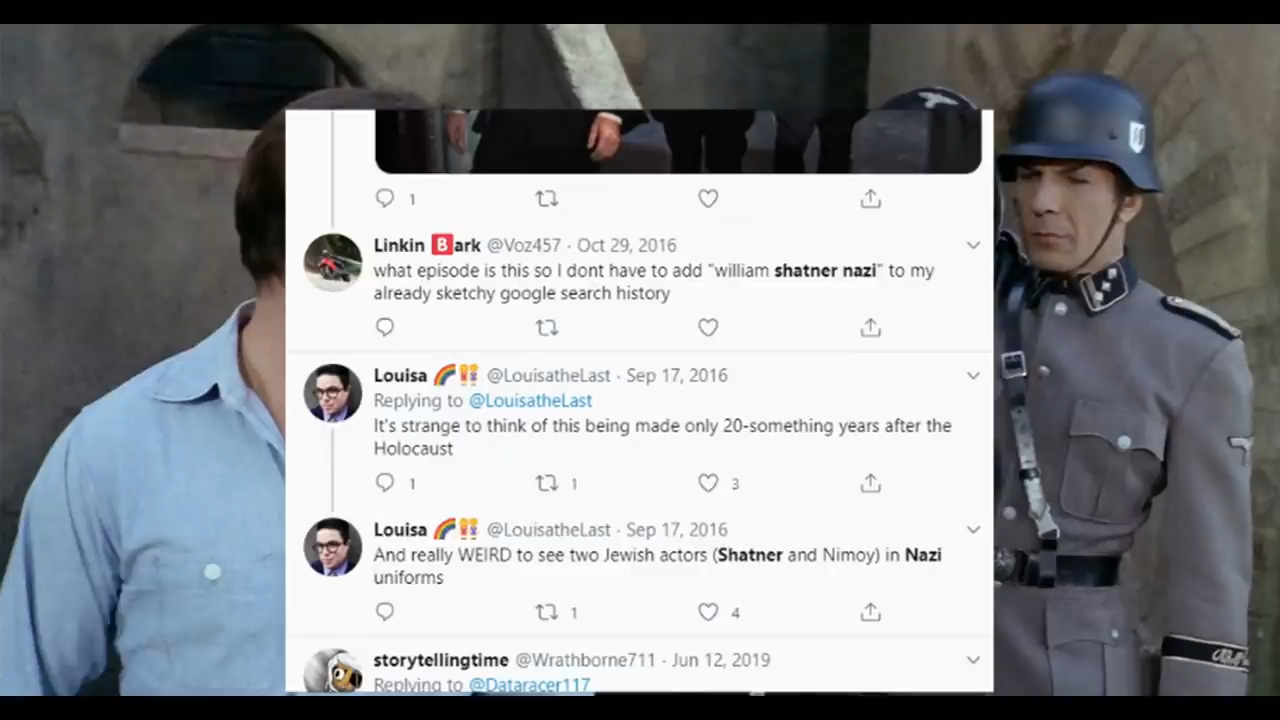 1
Linkin 🅱ark @Voz457 · Oct 29, 2016
what episode is this so I dont have to add "william shatner nazi" to my
already sketchy google search history
Louisa 🌈👭 @LouisatheLast · Sep 17, 2016
Replying to @LouisatheLast
It's strange to think of this being made only 20-something years after the
Holocaust
1 1 3
Louisa 🌈👭 @LouisatheLast · Sep 17, 2016
And really WEIRD to see two Jewish actors (Shatner and Nimoy) in Nazi
uniforms
1 4
storytellingtime @Wrathborne711 · Jun 12, 2019
Replying to @Dataracer117